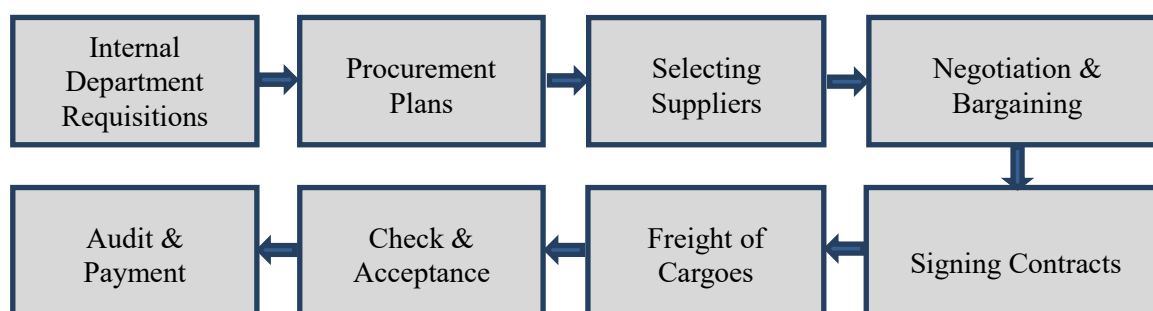 Internal
Department
Requisitions
Procurement
Plans
Selecting
Suppliers
Negotiation &
Bargaining
Signing Contracts
Freight of
Cargoes
Check &
Acceptance
Audit &
Payment